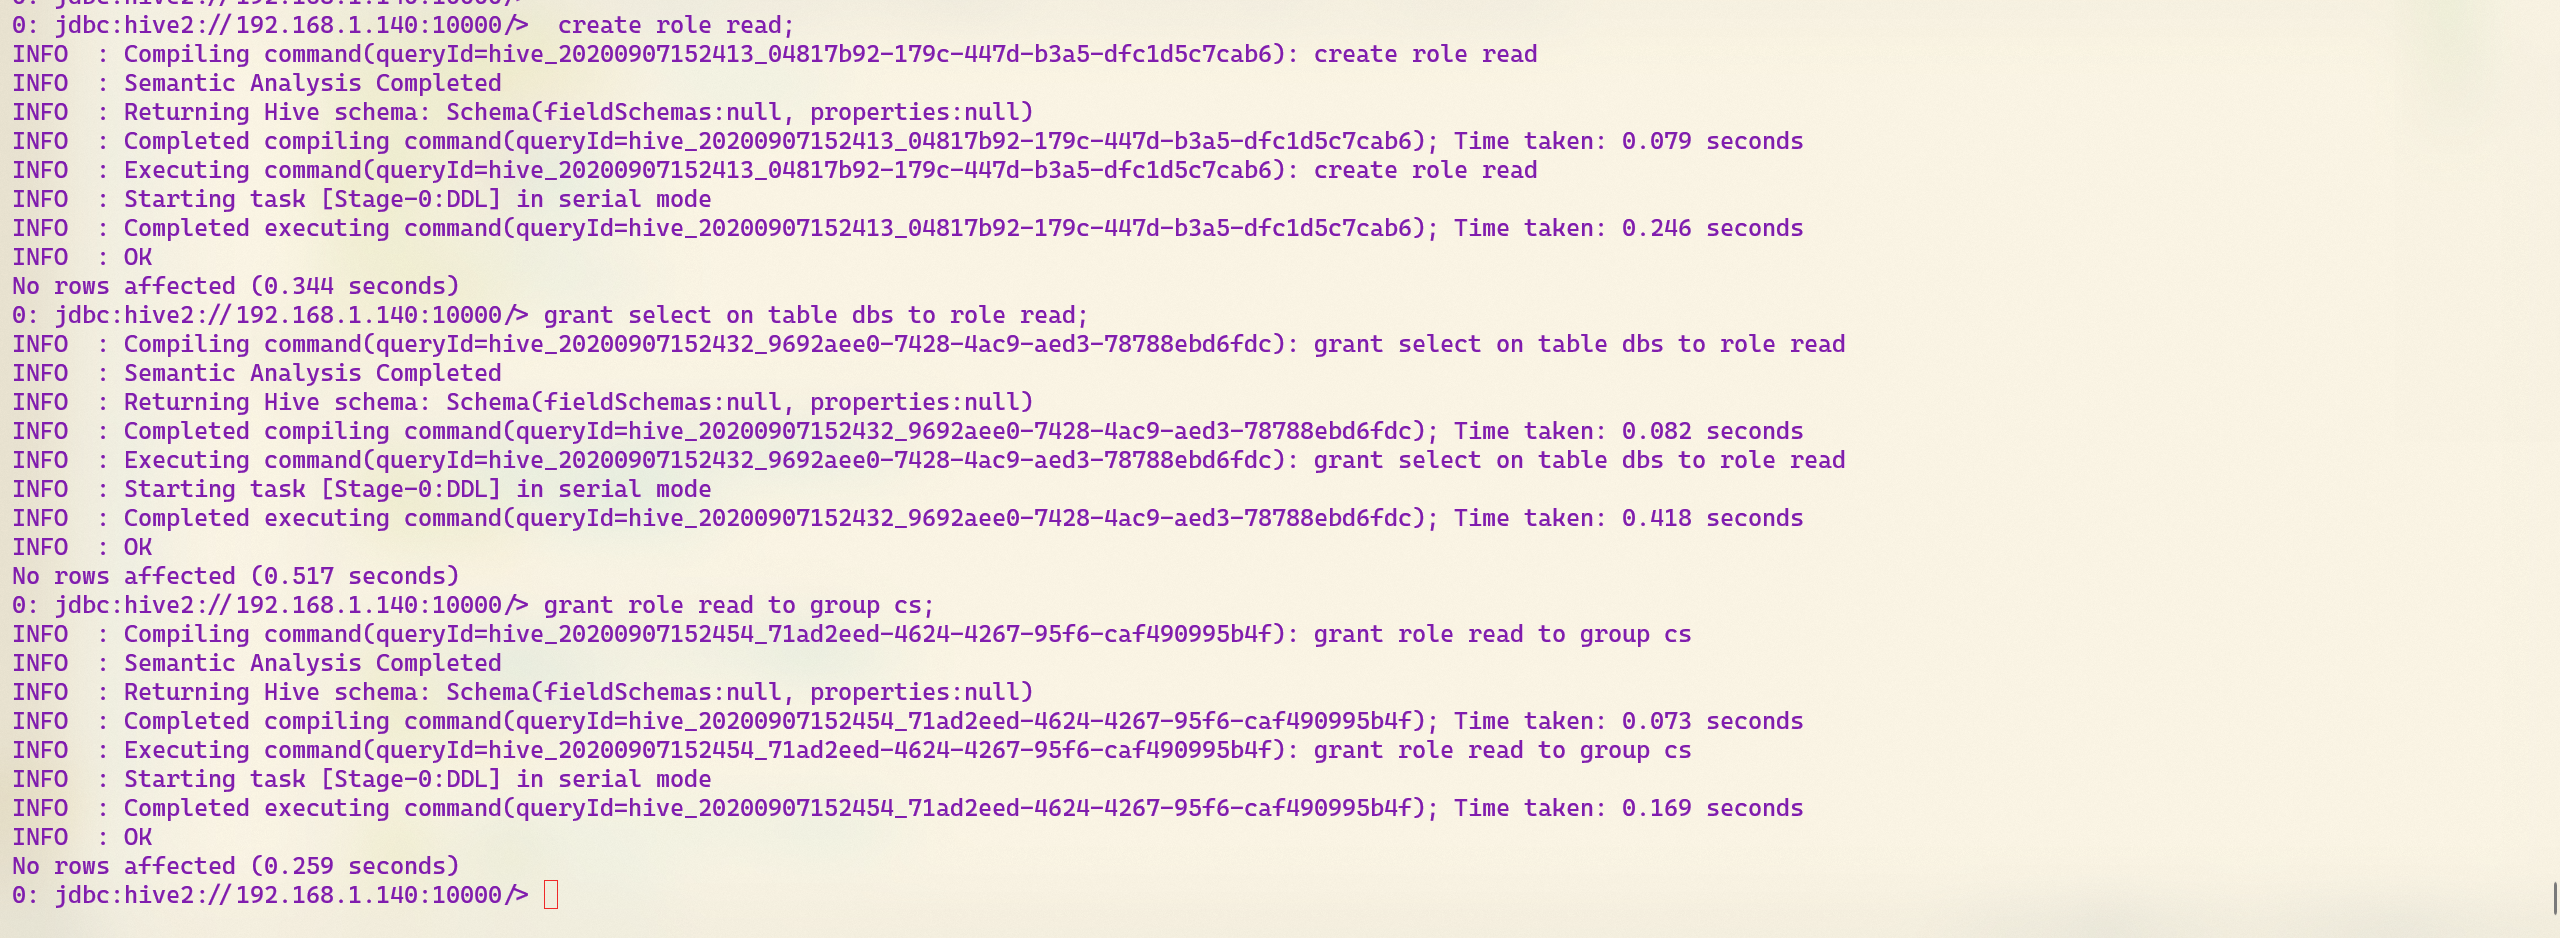 0: jdbc:hive2://192.168.1.140:10000/>
0: jdbc:hive2://192.168.1.140:10000/>  create role read;
INFO  : Compiling command(queryId=hive_20200907152413_04817b92-179c-447d-b3a5-dfc1d5c7cab6): create role read
INFO  : Semantic Analysis Completed
INFO  : Returning Hive schema: Schema(fieldSchemas:null, properties:null)
INFO  : Completed compiling command(queryId=hive_20200907152413_04817b92-179c-447d-b3a5-dfc1d5c7cab6); Time taken: 0.079 seconds
INFO  : Executing command(queryId=hive_20200907152413_04817b92-179c-447d-b3a5-dfc1d5c7cab6): create role read
INFO  : Starting task [Stage-0:DDL] in serial mode
INFO  : Completed executing command(queryId=hive_20200907152413_04817b92-179c-447d-b3a5-dfc1d5c7cab6); Time taken: 0.246 seconds
INFO  : OK
No rows affected (0.344 seconds)
0: jdbc:hive2://192.168.1.140:10000/> grant select on table dbs to role read;
INFO  : Compiling command(queryId=hive_20200907152432_9692aee0-7428-4ac9-aed3-78788ebd6fdc): grant select on table dbs to role read
INFO  : Semantic Analysis Completed
INFO  : Returning Hive schema: Schema(fieldSchemas:null, properties:null)
INFO  : Completed compiling command(queryId=hive_20200907152432_9692aee0-7428-4ac9-aed3-78788ebd6fdc); Time taken: 0.082 seconds
INFO  : Executing command(queryId=hive_20200907152432_9692aee0-7428-4ac9-aed3-78788ebd6fdc): grant select on table dbs to role read
INFO  : Starting task [Stage-0:DDL] in serial mode
INFO  : Completed executing command(queryId=hive_20200907152432_9692aee0-7428-4ac9-aed3-78788ebd6fdc); Time taken: 0.418 seconds
INFO  : OK
No rows affected (0.517 seconds)
0: jdbc:hive2://192.168.1.140:10000/> grant role read to group cs;
INFO  : Compiling command(queryId=hive_20200907152454_71ad2eed-4624-4267-95f6-caf490995b4f): grant role read to group cs
INFO  : Semantic Analysis Completed
INFO  : Returning Hive schema: Schema(fieldSchemas:null, properties:null)
INFO  : Completed compiling command(queryId=hive_20200907152454_71ad2eed-4624-4267-95f6-caf490995b4f); Time taken: 0.073 seconds
INFO  : Executing command(queryId=hive_20200907152454_71ad2eed-4624-4267-95f6-caf490995b4f): grant role read to group cs
INFO  : Starting task [Stage-0:DDL] in serial mode
INFO  : Completed executing command(queryId=hive_20200907152454_71ad2eed-4624-4267-95f6-caf490995b4f); Time taken: 0.169 seconds
INFO  : OK
No rows affected (0.259 seconds)
0: jdbc:hive2://192.168.1.140:10000/>